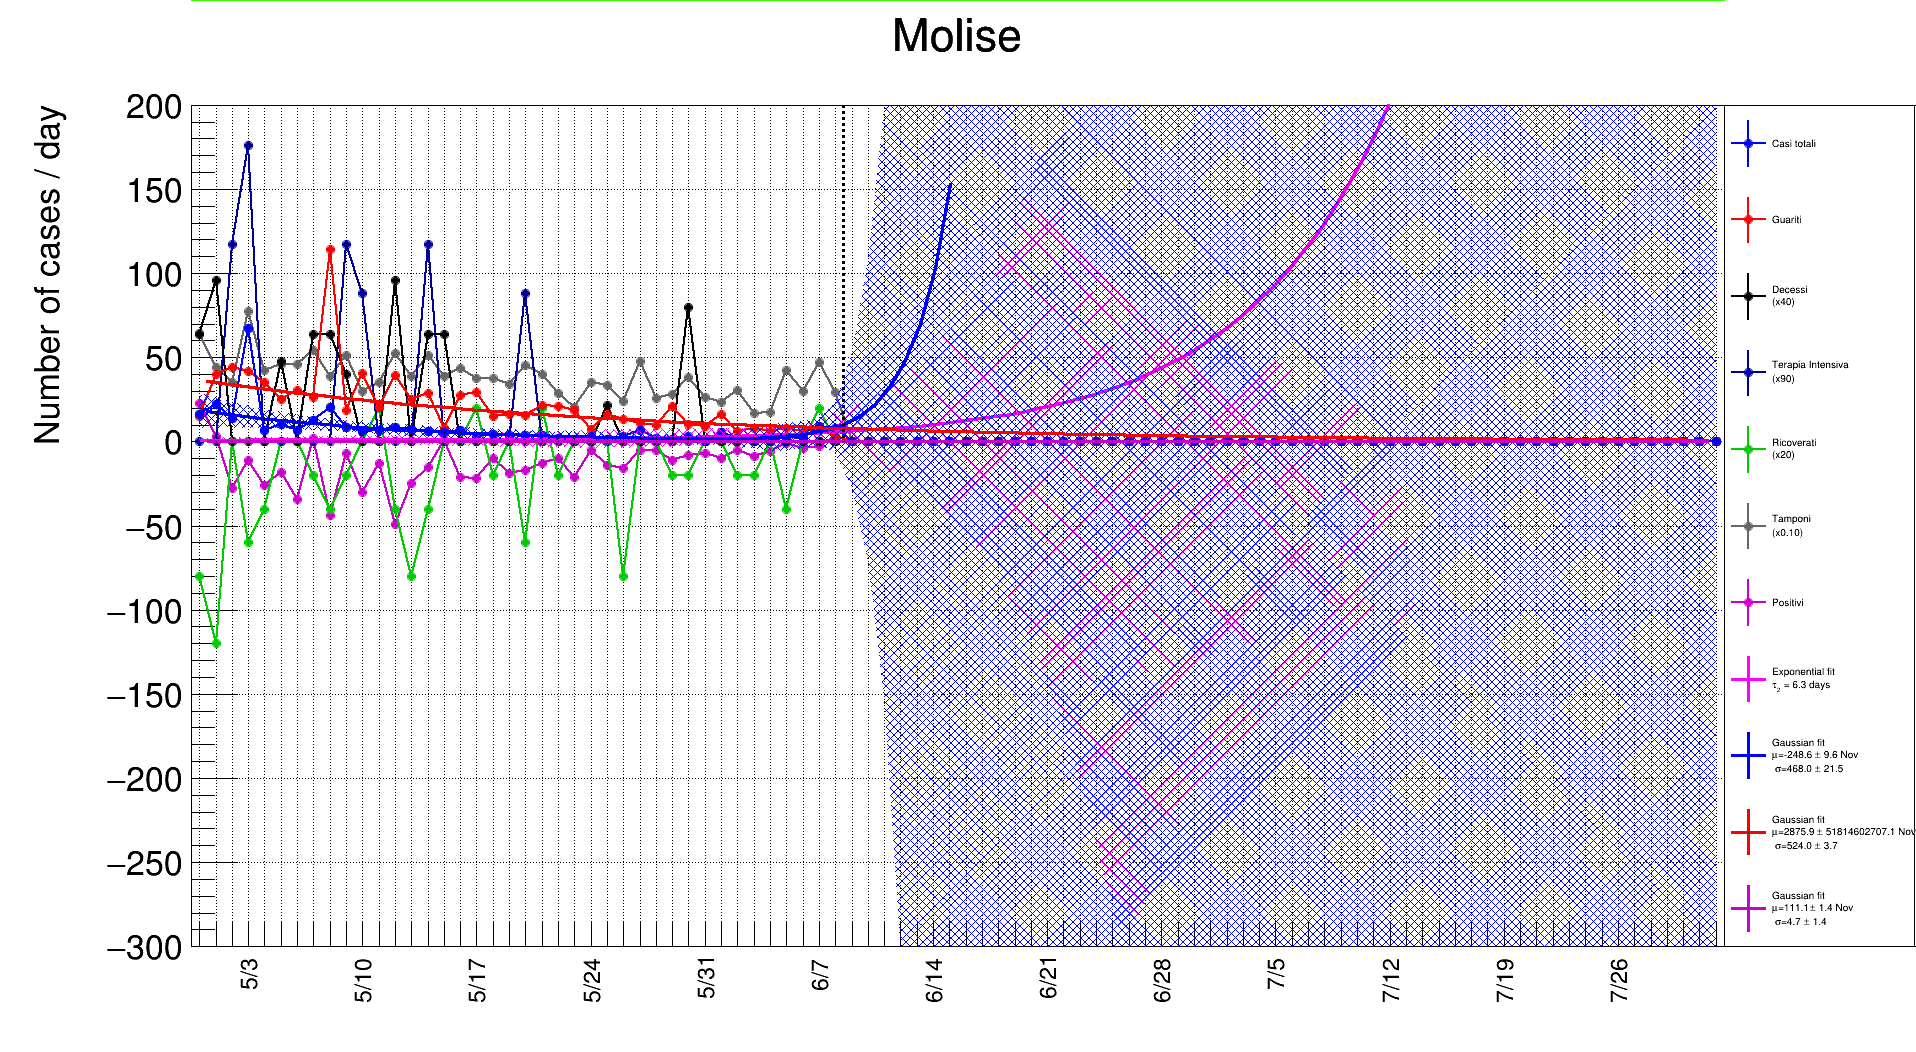 Molise
Number of cases / day
200
150
100
50
0
−50
−100
−150
−200
−250
−300
5/3
5/10
5/17
5/24
5/31
6/7
6/14
6/21
6/28
7/5
7/12
7/19
7/26
Casi totali
Guariti
Decessi
(x40)
Terapia Intensiva
(x90)
Ricoverati
(x20)
Tamponi
(x0.10)
Positivi
Exponential fit
τ₂ = 6.3 days
Gaussian fit
μ=-248.6 ± 9.6 Nov
σ=468.0 ± 21.5
Gaussian fit
μ=2875.9 ± 51814602707.1 Nov
σ=524.0 ± 3.7
Gaussian fit
μ=111.1± 1.4 Nov
σ=4.7 ± 1.4